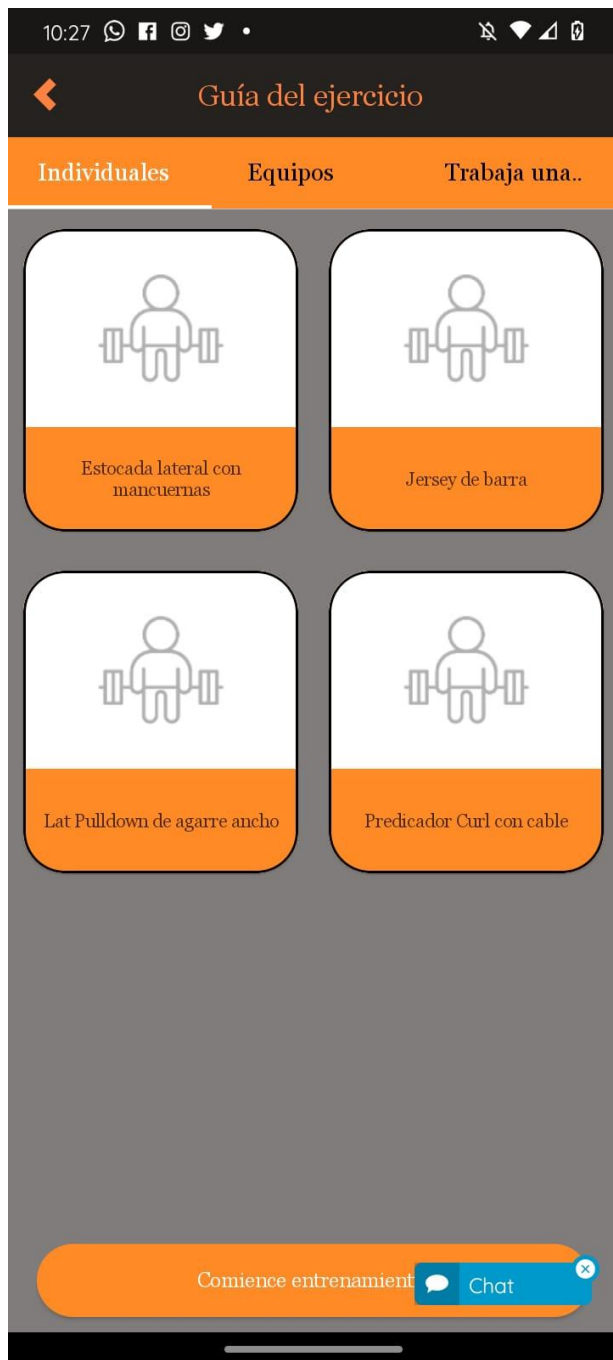 10:27
Guía del ejercicio
Individuales
Equipos
Trabaja una..
Estocada lateral con
mancuernas
Jersey de barra
Lat Pulldown de agarre ancho
Predicador Curl con cable
Comience entrenamient
Chat